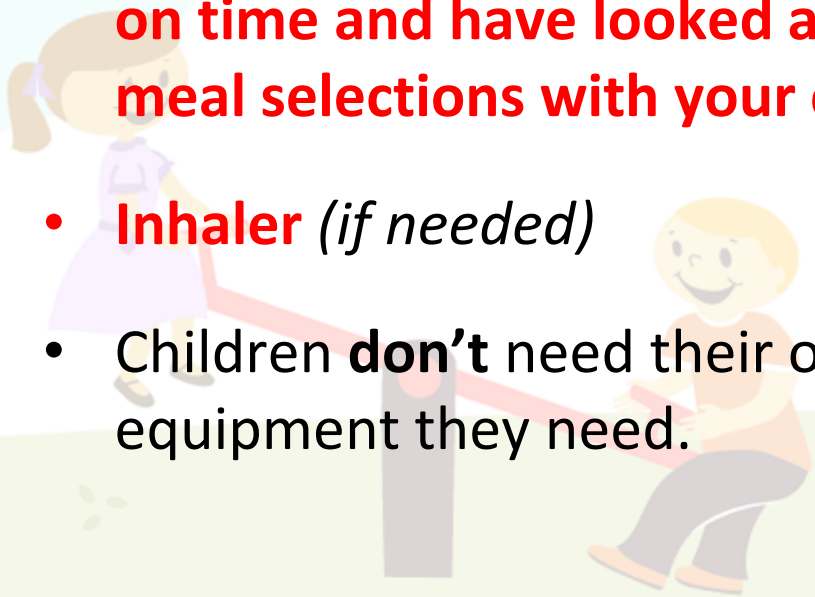 on time and have looked a
meal selections with your
• Inhaler (if needed)
• Children don’t need their o
equipment they need.